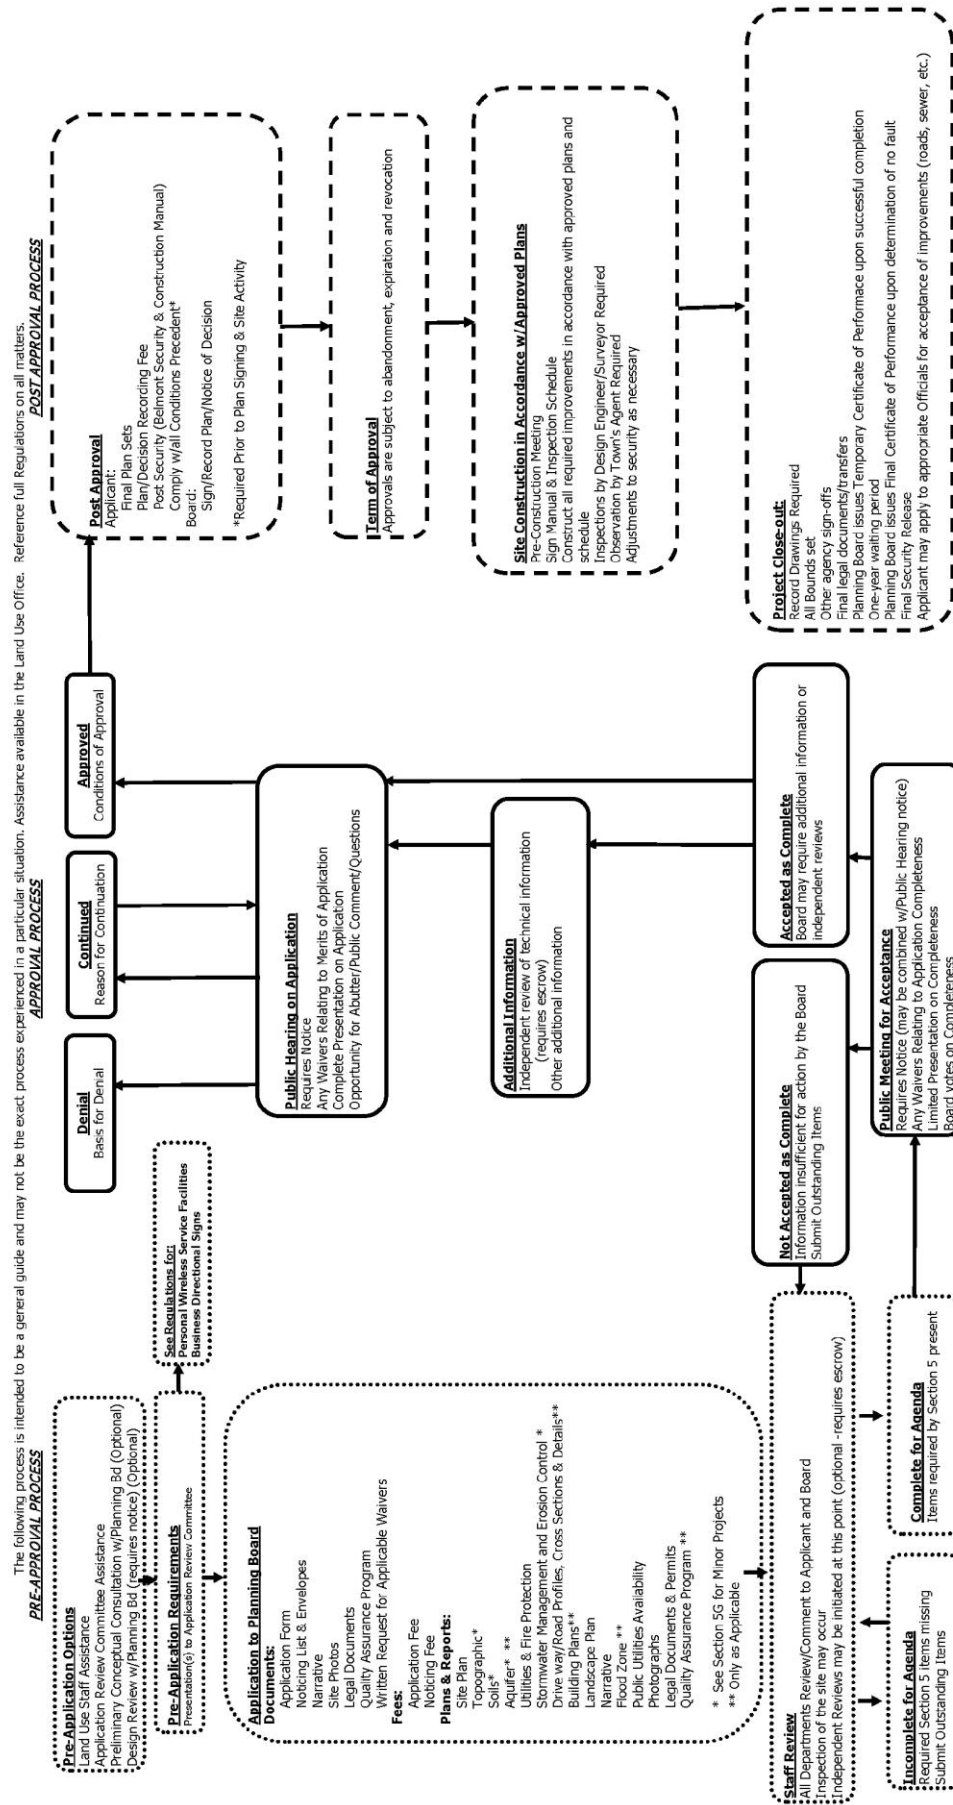 The following process is intended to be a general guide and may not be the exact process experienced in a particular situation. Assistance available in the Land Use Office. Reference full Regulations on all matters.
PRE-APPROVAL PROCESS
APPROVAL PROCESS
POST APPROVAL PROCESS
Pre-Application Options
Land Use Staff Assistance
Application Review Committee Assistance
Preliminary Conceptual Consultation w/Planning Bd (Optional)
Design Review w/Planning Bd (requires notice) (Optional)
Pre-Application Requirements
Presentation(s) to Application Review Committee
See Regulations for:
Personal Wireless Service Facilities
Business Directional Signs
Application to Planning Board
Documents:
Application Form
Noticing List & Envelopes
Narrative
Site Photos
Legal Documents
Quality Assurance Program
Written Request for Applicable Waivers
Fees:
Application Fee
Noticing Fee
Plans & Reports:
Site Plan
Topographic*
Soils*
Aquifer* **
Utilities & Fire Protection
Stormwater Management and Erosion Control *
Drive way/Road Profiles, Cross Sections & Details**
Building Plans**
Landscape Plan
Narrative
Flood Zone **
Public Utilities Availability
Photographs
Legal Documents & Permits
Quality Assurance Program **
* See Section 5G for Minor Projects
** Only as Applicable
Staff Review
All Departments Review/Comment to Applicant and Board
Inspection of the site may occur
Independent Reviews may be initiated at this point (optional -requires escrow)
Incomplete for Agenda
Required Section 5 items missing
Submit Outstanding Items
Complete for Agenda
Items required by Section 5 present
Public Meeting for Acceptance
Requires Notice (may be combined w/Public Hearing notice)
Any Waivers Relating to Application Completeness
Limited Presentation on Completeness
Board votes on Completeness
Not Accepted as Complete
Information insufficient for action by the Board
Submit Outstanding Items
Accepted as Complete
Board may require additional information or
independent reviews
Additional Information
Independent review of technical information
(requires escrow)
Other additional information
Public Hearing on Application
Requires Notice
Any Waivers Relating to Merits of Application
Complete Presentation on Application
Opportunity for Abutter/Public Comment/Questions
Denial
Basis for Denial
Continued
Reason for Continuation
Approved
Conditions of Approval
Post Approval
Applicant:
Final Plan Sets
Plan/Decision Recording Fee
Post Security (Belmont Security & Construction Manual)
Comply w/all Conditions Precedent*
Board:
Sign/Record Plan/Notice of Decision
*Required Prior to Plan Signing & Site Activity
Term of Approval
Approvals are subject to abandonment, expiration and revocation
Site Construction in Accordance w/Approved Plans
Pre-Construction Meeting
Sign Manual & Inspection Schedule
Construct all required improvements in accordance with approved plans and
schedule
Inspections by Design Engineer/Surveyor Required
Observation by Town's Agent Required
Adjustments to security as necessary
Project Close-out:
Record Drawings Required
All Bounds set
Other agency sign-offs
Final legal documents/transfers
Planning Board issues Temporary Certificate of Performace upon successful completion
One-year waiting period
Planning Board issues Final Certificate of Performance upon determination of no fault
Final Security Release
Applicant may apply to appropriate Officials for acceptance of improvements (roads, sewer, etc.)